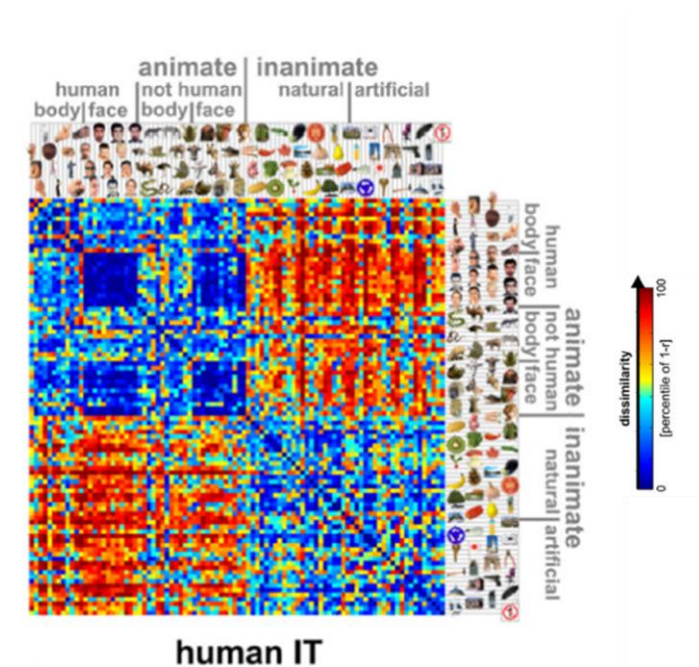 animate | inanimate
human | not human | natural | artificial
body | face | body | face
human
body | face
not human
body | face
animate
inanimate
natural | artificial
dissimilarity
[percentile of 1-r]
100
0
human IT